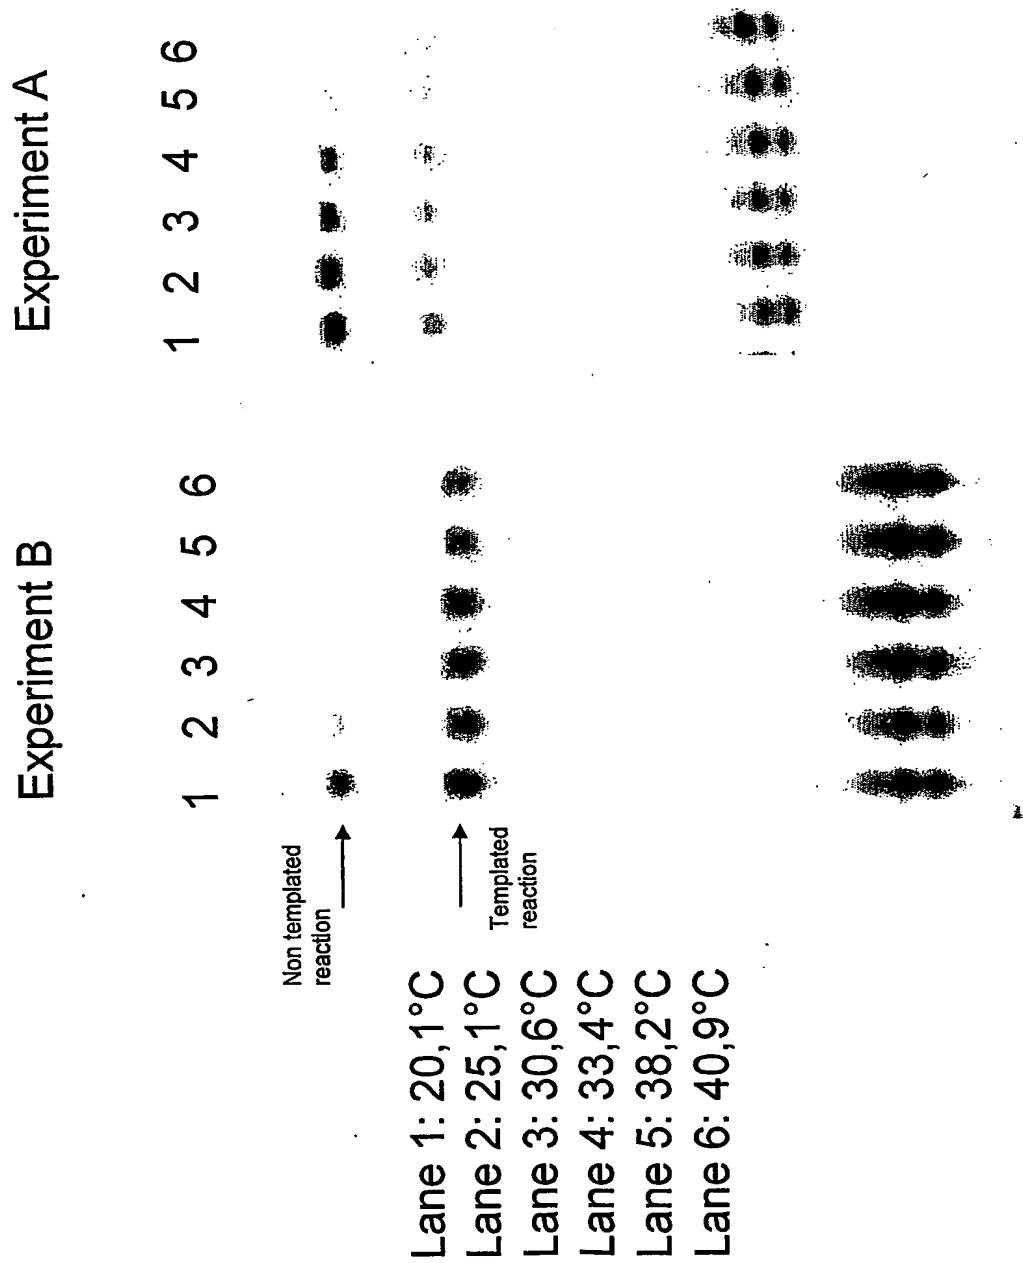 Experiment B
Experiment A
1 2 3 4 5 6
1 2 3 4 5 6
Non templated
reaction
Templated
reaction
Lane 1: 20,1°C
Lane 2: 25,1°C
Lane 3: 30,6°C
Lane 4: 33,4°C
Lane 5: 38,2°C
Lane 6: 40,9°C